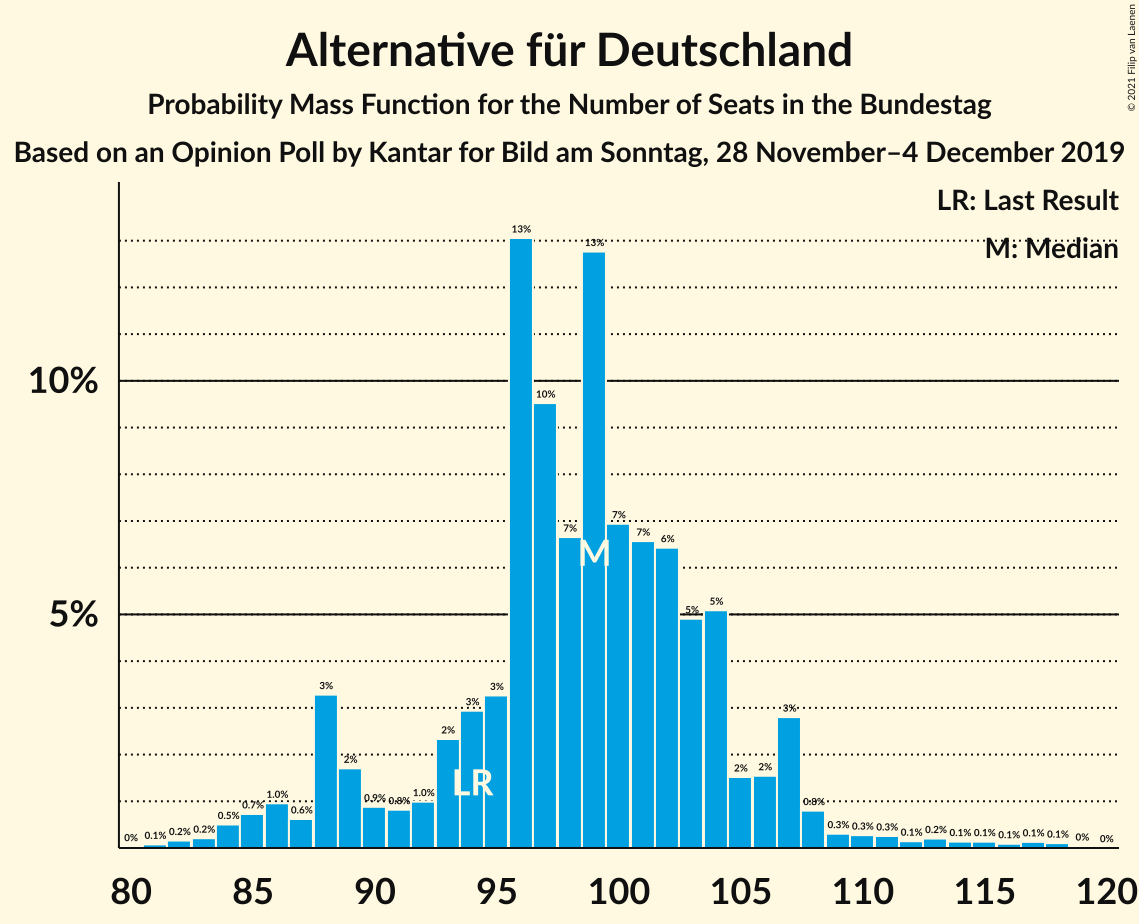 Alternative für Deutschland
Probability Mass Function for the Number of Seats in the Bundestag
Based on an Opinion Poll by Kantar for Bild am Sonntag, 28 November–4 December 2019
© 2021 Filip van Laenen
LR: Last Result
M: Median
10%
5%
0% 0.1% 0.2% 0.2% 0.5% 0.7% 1.0% 0.6% 3% 2% 0.9% 0.8% 1.0% 2% 3% 3% 13% 10% 7% 13% 7% 7% 6% 5% 5% 2% 2% 3% 0.8% 0.3% 0.3% 0.3% 0.1% 0.2% 0.1% 0.1% 0.1% 0.1% 0.1% 0% 0%
M
LR
80 85 90 95 100 105 110 115 120